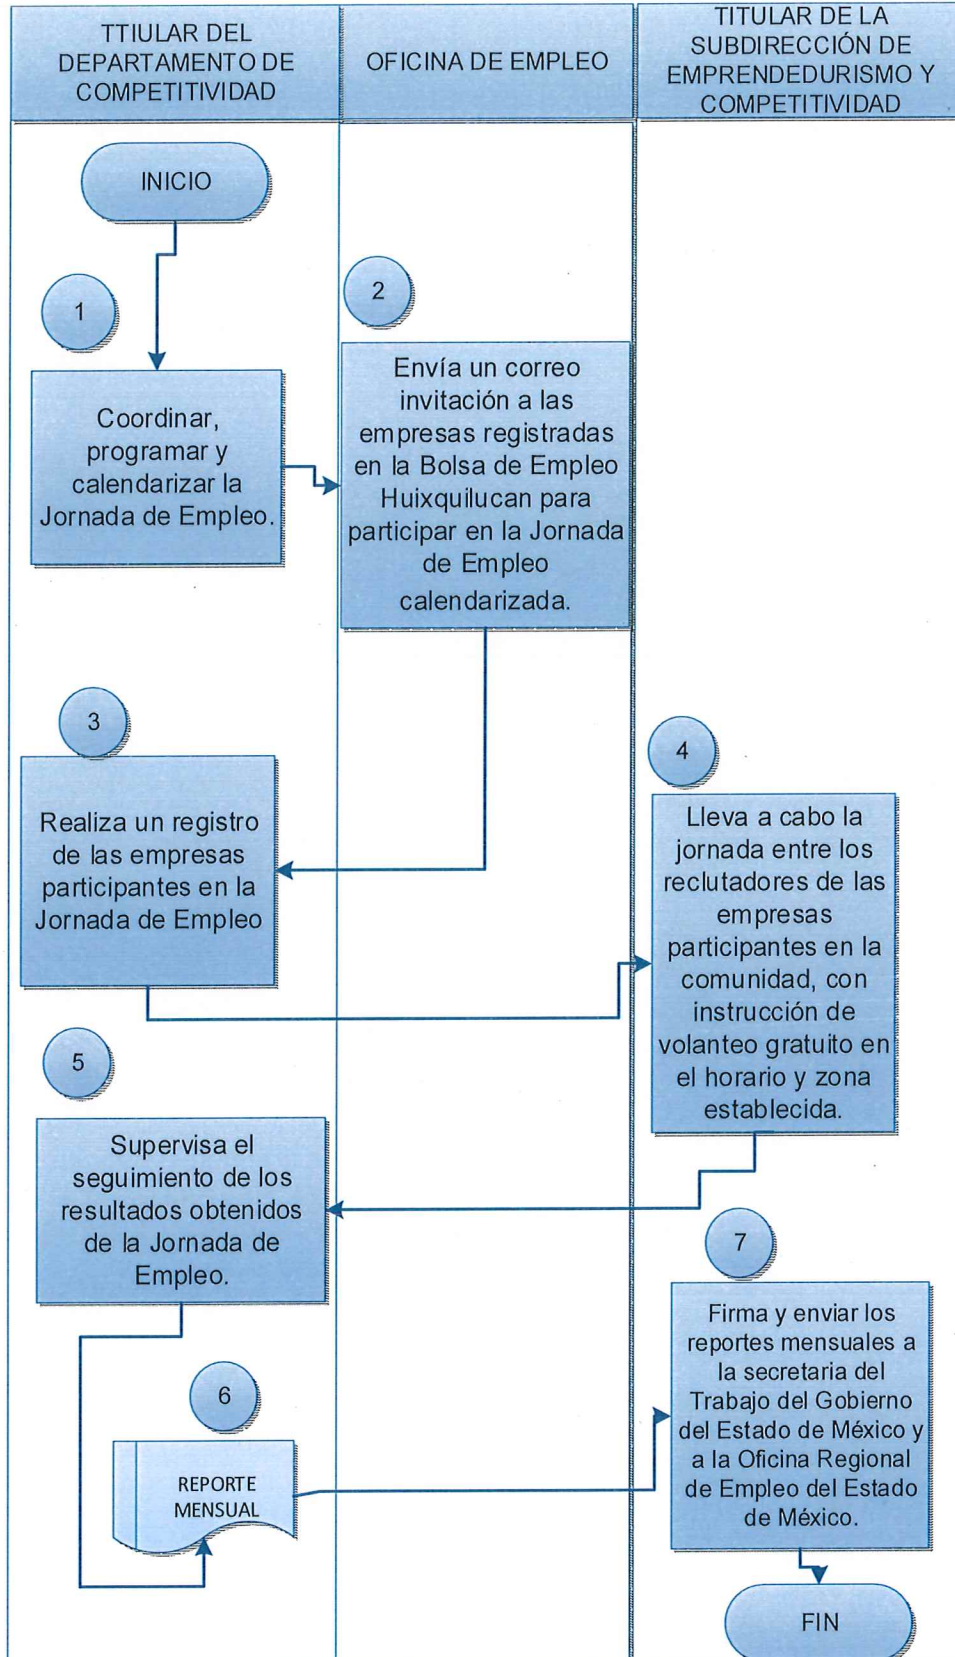 TTIULAR DEL
DEPARTAMENTO DE
COMPETITIVIDAD
OFICINA DE EMPLEO
TITULAR DE LA
SUBDIRECCIÓN DE
EMPRENDEDURISMO Y
COMPETITIVIDAD
INICIO
1
Coordinar,
programar y
calendarizar la
Jornada de Empleo.
2
Envía un correo
invitación a las
empresas registradas
en la Bolsa de Empleo
Huixquilucan para
participar en la Jornada
de Empleo
calendarizada.
3
Realiza un registro
de las empresas
participantes en la
Jornada de Empleo
4
Lleva a cabo la
jornada entre los
reclutadores de las
empresas
participantes en la
comunidad, con
instrucción de
volanteo gratuito en
el horario y zona
establecida.
5
Supervisa el
seguimiento de los
resultados obtenidos
de la Jornada de
Empleo.
6
REPORTE
MENSUAL
7
Firma y enviar los
reportes mensuales a
la secretaria del
Trabajo del Gobierno
del Estado de México y
a la Oficina Regional
de Empleo del Estado
de México.
FIN